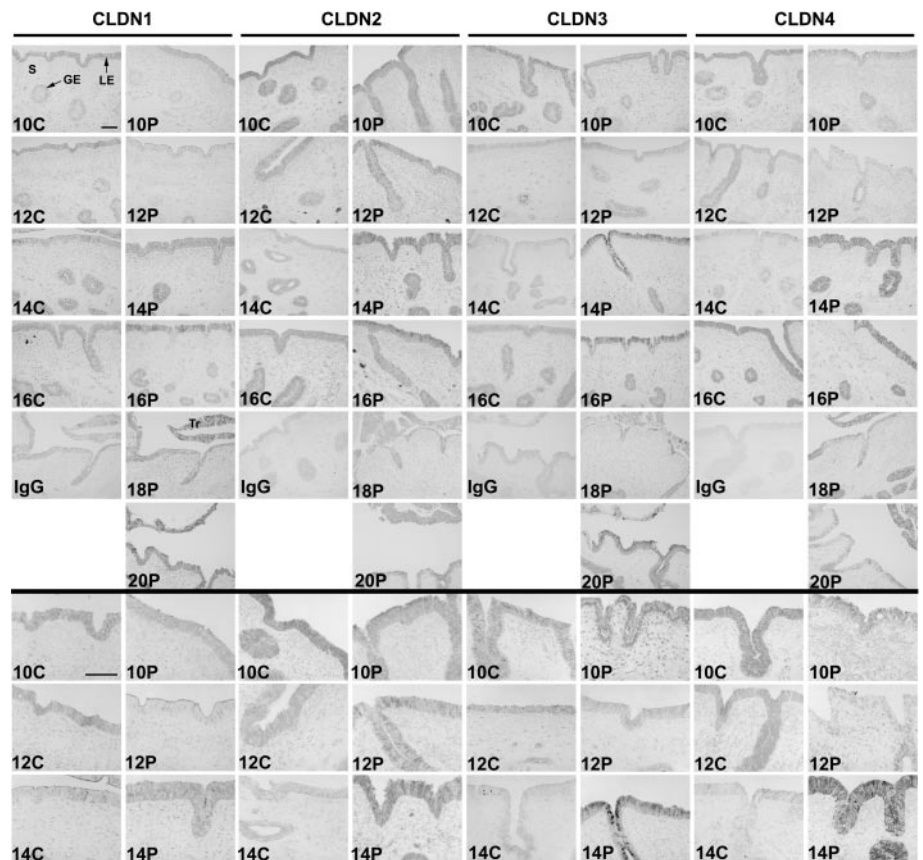 CLDN1 CLDN2 CLDN3 CLDN4
S GE LE
10C 10P 10C 10P 10C 10P 10C 10P
12C 12P 12C 12P 12C 12P 12C 12P
14C 14P 14C 14P 14C 14P 14C 14P
16C 16P 16C 16P 16C 16P 16C 16P
Tr
IgG 18P IgG 18P IgG 18P IgG 18P
20P 20P 20P 20P
10C 10P 10C 10P 10C 10P 10C 10P
12C 12P 12C 12P 12C 12P 12C 12P
14C 14P 14C 14P 14C 14P 14C 14P